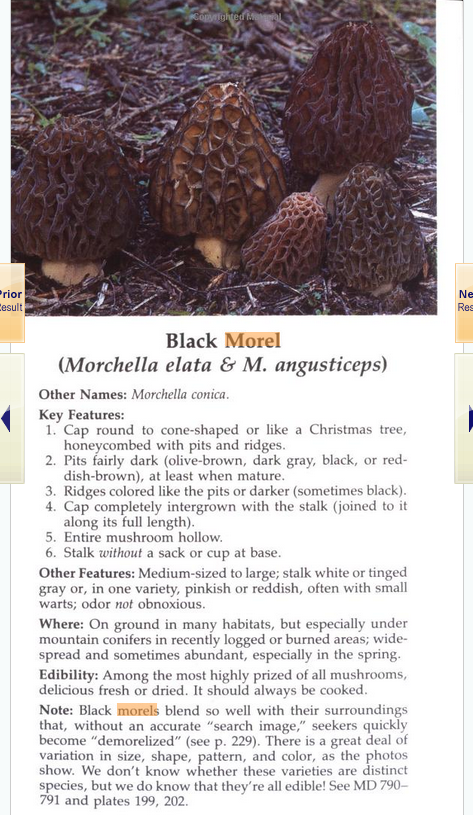 Copyrighted Material
Prior
Result
Ne
Res
Black Morel
(Morchella elata & M. angusticeps)
Other Names: Morchella conica.
Key Features:
1. Cap round to cone-shaped or like a Christmas tree,
honeycombed with pits and ridges.
2. Pits fairly dark (olive-brown, dark gray, black, or red-
dish-brown), at least when mature.
3. Ridges colored like the pits or darker (sometimes black).
4. Cap completely intergrown with the stalk (joined to it
along its full length).
5. Entire mushroom hollow.
6. Stalk without a sack or cup at base.
Other Features: Medium-sized to large; stalk white or tinged
gray or, in one variety, pinkish or reddish, often with small
warts; odor not obnoxious.
Where: On ground in many habitats, but especially under
mountain conifers in recently logged or burned areas; wide-
spread and sometimes abundant, especially in the spring.
Edibility: Among the most highly prized of all mushrooms,
delicious fresh or dried. It should always be cooked.
Note: Black morels blend so well with their surroundings
that, without an accurate "search image," seekers quickly
become "demorelized" (see p. 229). There is a great deal of
variation in size, shape, pattern, and color, as the photos
show. We don't know whether these varieties are distinct
species, but we do know that they're all edible! See MD 790–
791 and plates 199, 202.